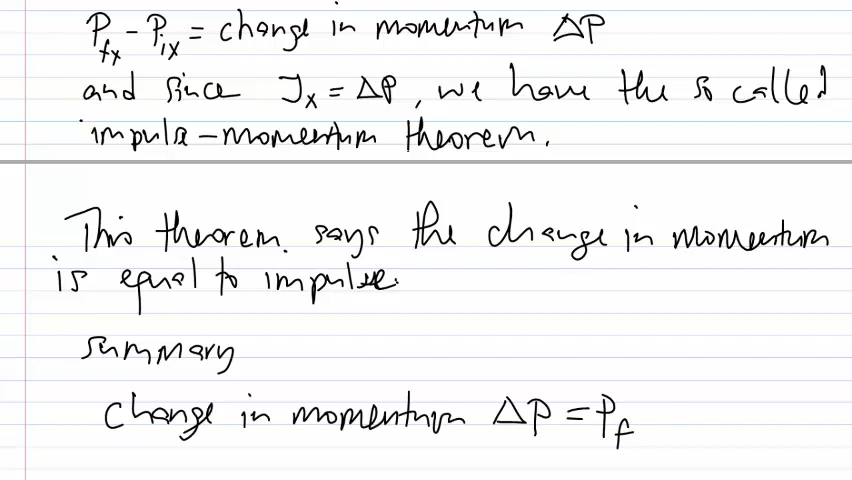 P_fx - P_ix = change in momentum ΔP
and since J_x = ΔP, we have the so called
impulse-momentum theorem.
This theorem says the change in momentum
is equal to impulse.
summary
change in momentum ΔP = P_f